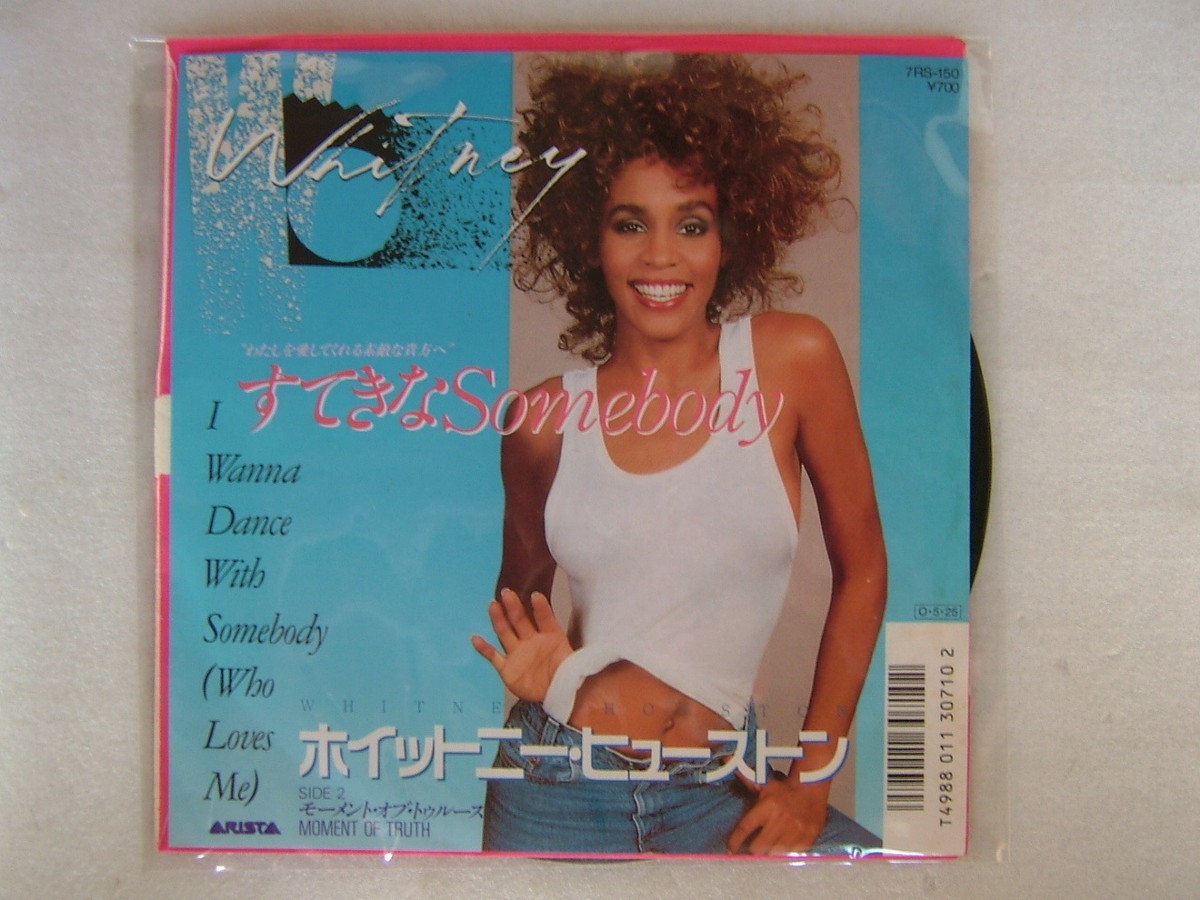 7RS-150
¥700
Whitney
"わたしを愛してくれる素敵な貴方へ"
すてきなSomebody
I
Wanna
Dance
With
Somebody
(Who
Loves
Me)
O•5•25
WHITNEY HOUSTON
ホイットニー・ヒューストン
SIDE 2
モーメント・オブ・トゥルース
MOMENT OF TRUTH
ARISTA
T4988 011 30710 2